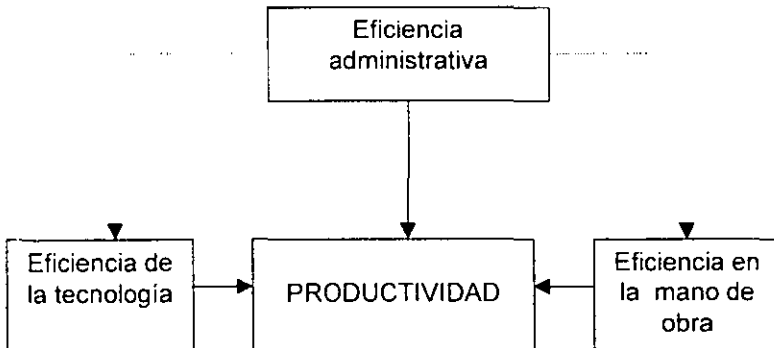 Eficiencia
administrativa
Eficiencia de
la tecnología
PRODUCTIVIDAD
Eficiencia en
la mano de
obra